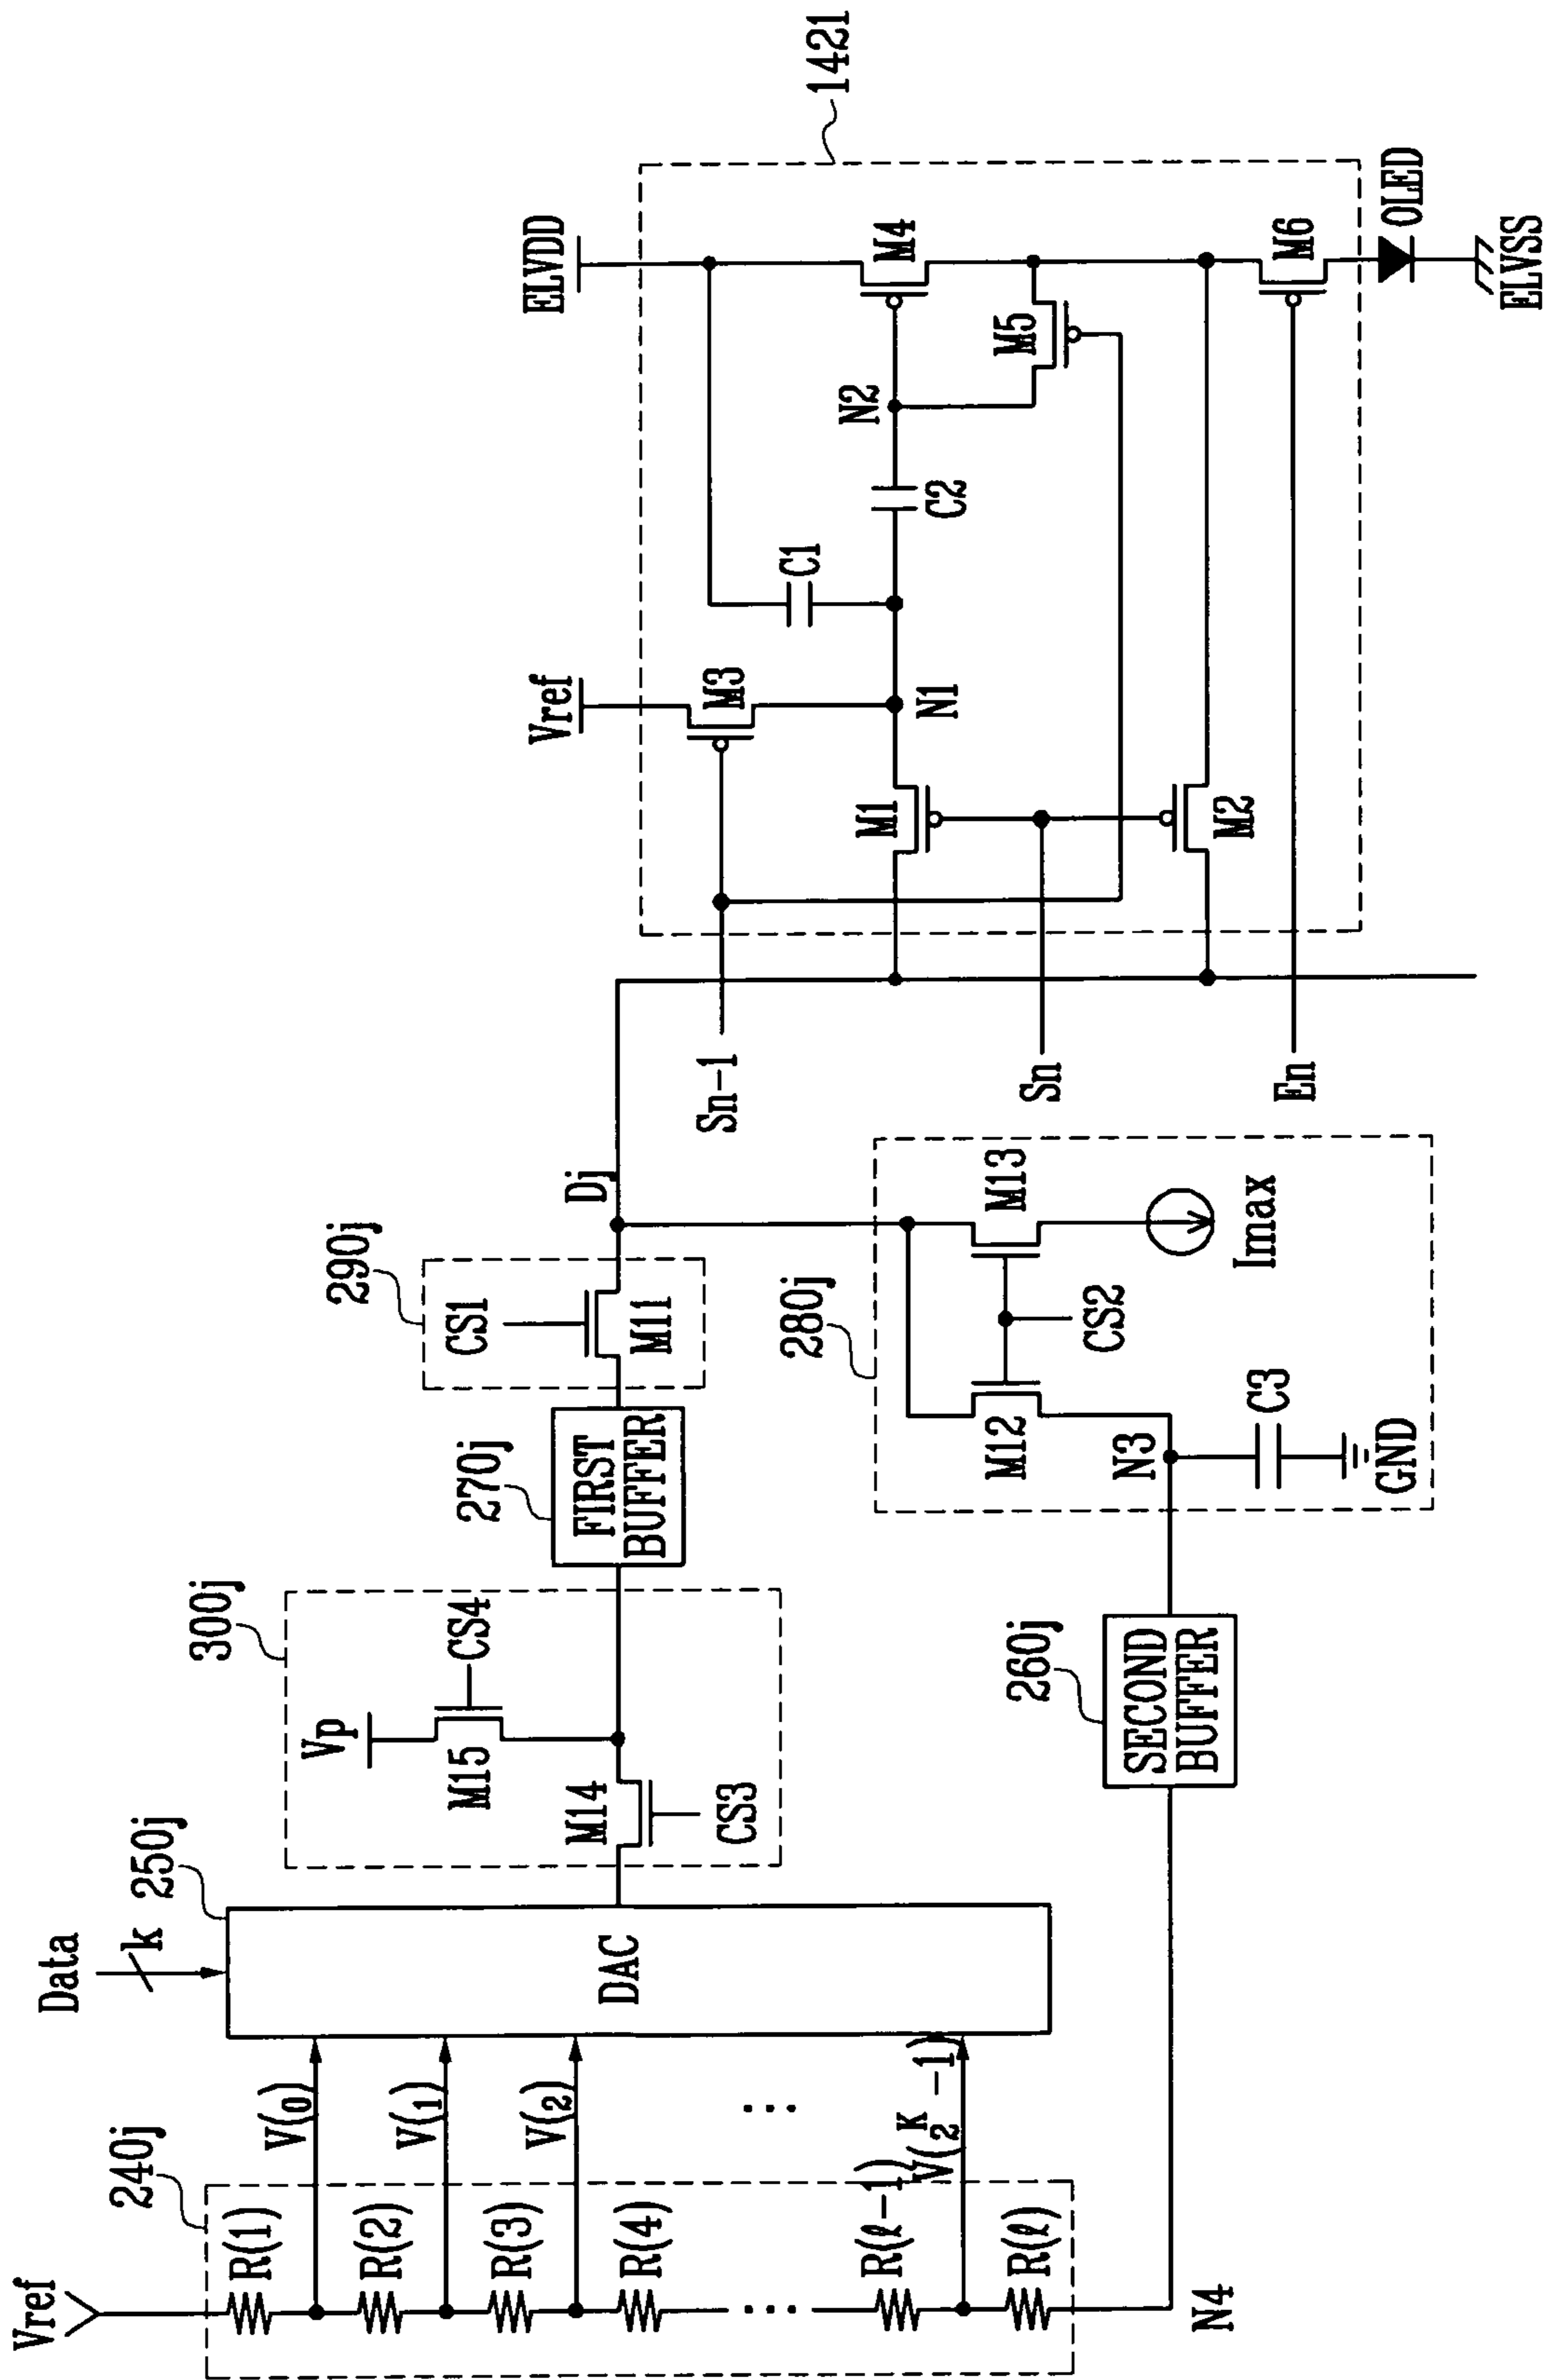 Vref
240j
R(1)
R(2)
R(3)
R(4)
R(ℓ-1)
R(ℓ)
N4
V(0)
V(1)
V(2)
V(2^K-1)
Data
k
250j
DAC
300j
Vp
M15
CS4
M14
CS3
260j
SECOND
BUFFER
270j
FIRST
BUFFER
290j
CS1
M11
Dj
280j
M12
M13
CS2
N3
C3
GND
Imax
Sn-1
Sn
En
Vref
M3
M1
M2
N1
C1
C2
N2
ELVDD
M4
M5
M6
OLED
ELVSS
1421